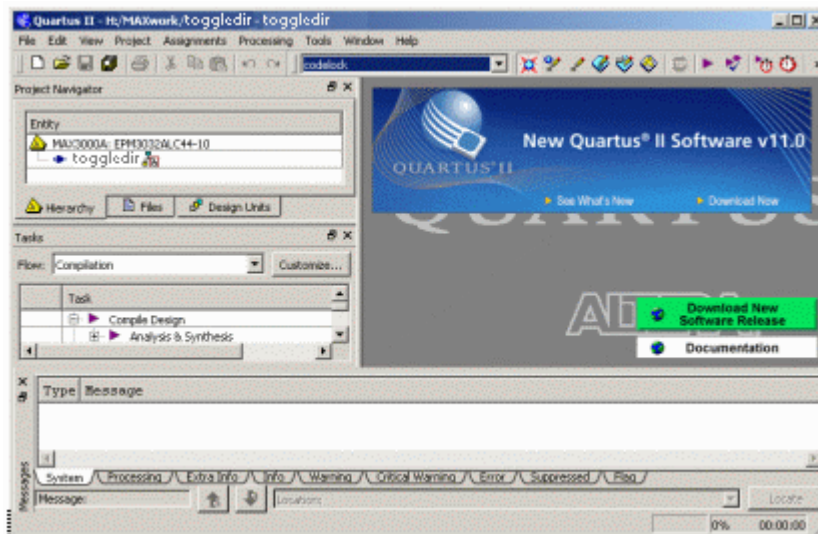 Quartus II - H:/MAXwork/toggledir - toggledir
File Edit View Project Assignments Processing Tools Window Help
codelock
Project Navigator
Entity
MAX3000A: EPM3032ALC44-10
toggledir
Hierarchy Files Design Units
Tasks
Flow: Compilation Customize...
Task
Compile Design
Analysis & Synthesis
QUARTUS II
New Quartus® II Software v11.0
See What's New Download Now
QUARTUS
ALTERA
Download New
Software Release
Documentation
Type Message
Messages
System Processing Extra Info Info Warning Critical Warning Error Suppressed Flag
Message: Location: Locate
0% 00:00:00